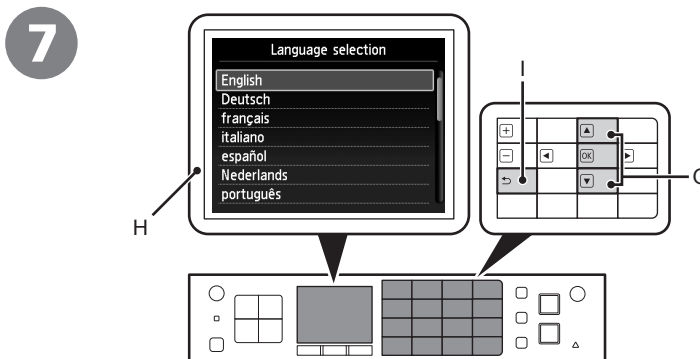 7
Language selection
English
Deutsch
français
italiano
español
Nederlands
português
H
I
+
−
OK